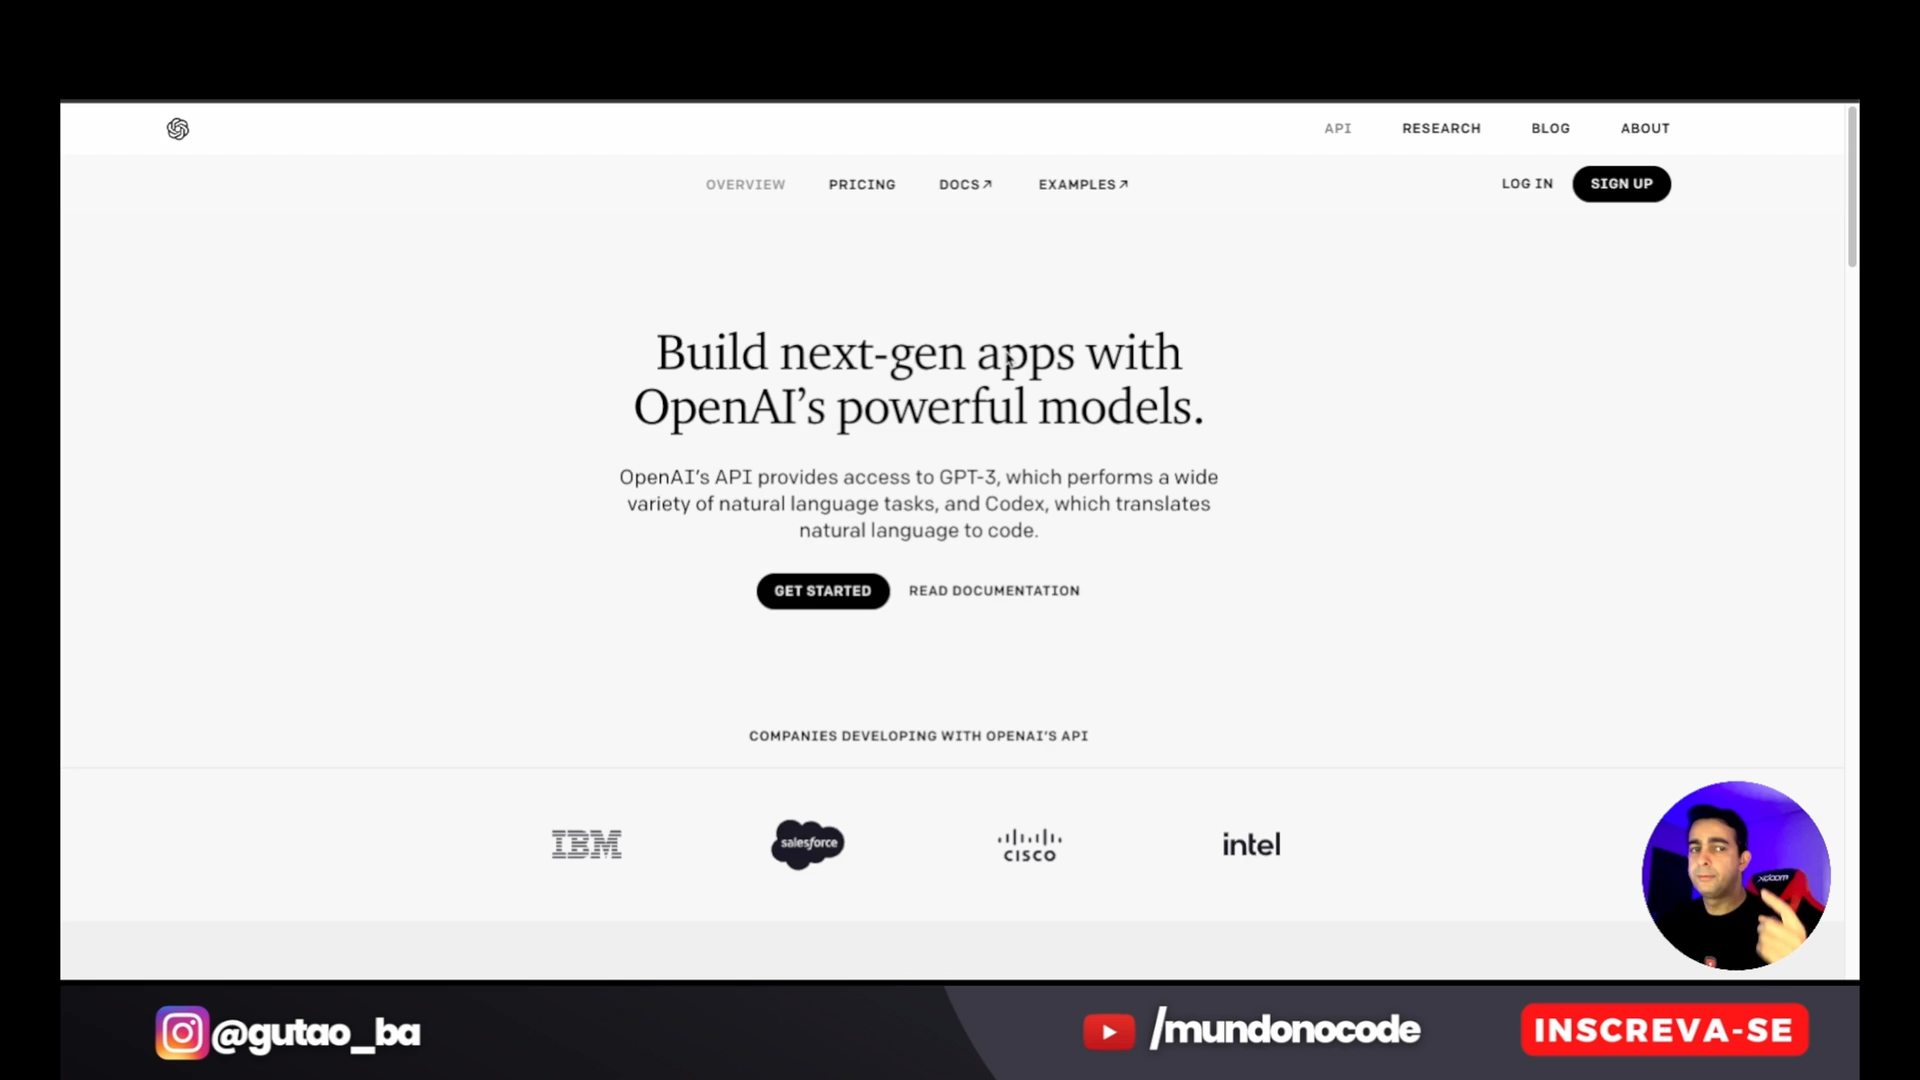 API RESEARCH BLOG ABOUT
OVERVIEW PRICING DOCS↗ EXAMPLES↗ LOG IN SIGN UP
Build next-gen apps with
OpenAI’s powerful models.
OpenAI’s API provides access to GPT-3, which performs a wide
variety of natural language tasks, and Codex, which translates
natural language to code.
GET STARTED READ DOCUMENTATION
COMPANIES DEVELOPING WITH OPENAI’S API
IBM salesforce CISCO intel
@gutao_ba /mundonocode INSCREVA-SE